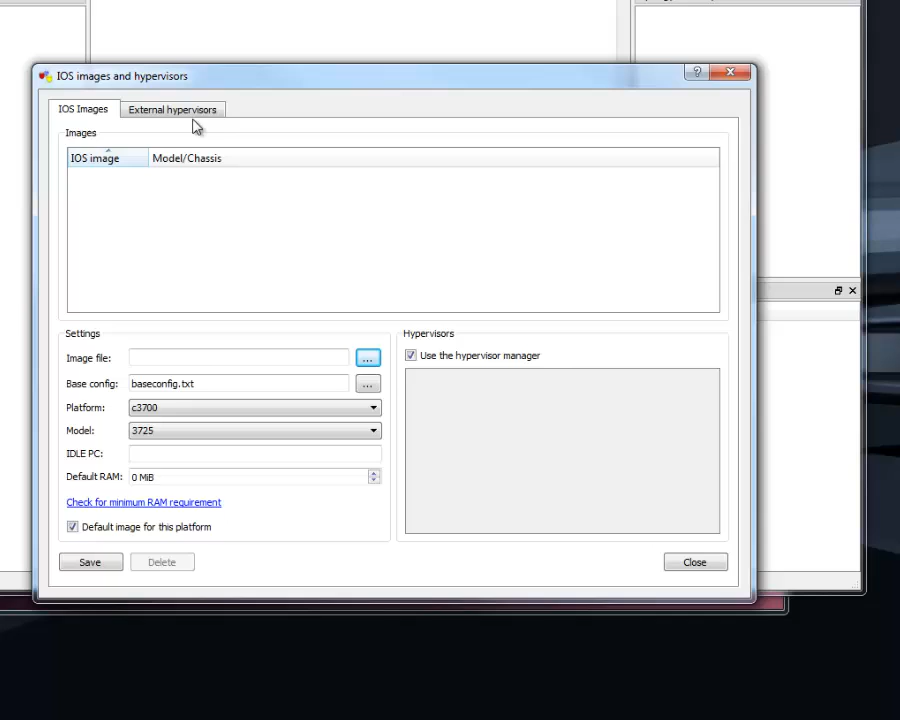 IOS images and hypervisors
IOS Images
External hypervisors
Images
IOS image
Model/Chassis
Settings
Image file:
...
Base config:
baseconfig.txt
...
Platform:
c3700
Model:
3725
IDLE PC:
Default RAM:
0 MiB
Check for minimum RAM requirement
Default image for this platform
Hypervisors
Use the hypervisor manager
Save
Delete
Close